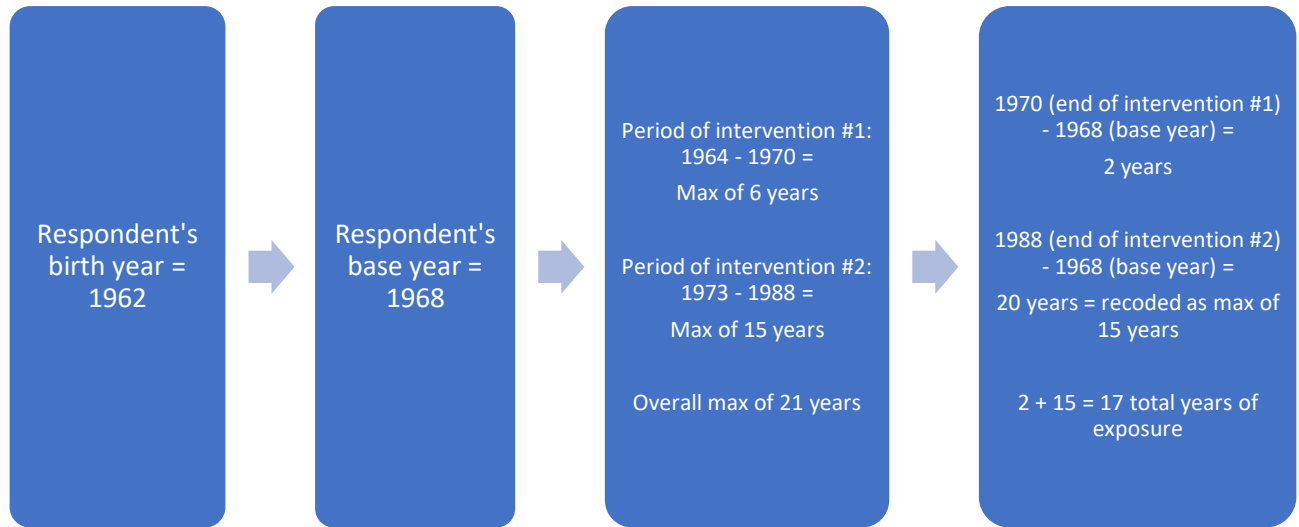 Respondent's
birth year =
1962
Respondent's
base year =
1968
Period of intervention #1:
1964 - 1970 =
Max of 6 years
Period of intervention #2:
1973 - 1988 =
Max of 15 years
Overall max of 21 years
1970 (end of intervention #1)
- 1968 (base year) =
2 years
1988 (end of intervention #2)
- 1968 (base year) =
20 years = recoded as max of
15 years
2 + 15 = 17 total years of
exposure